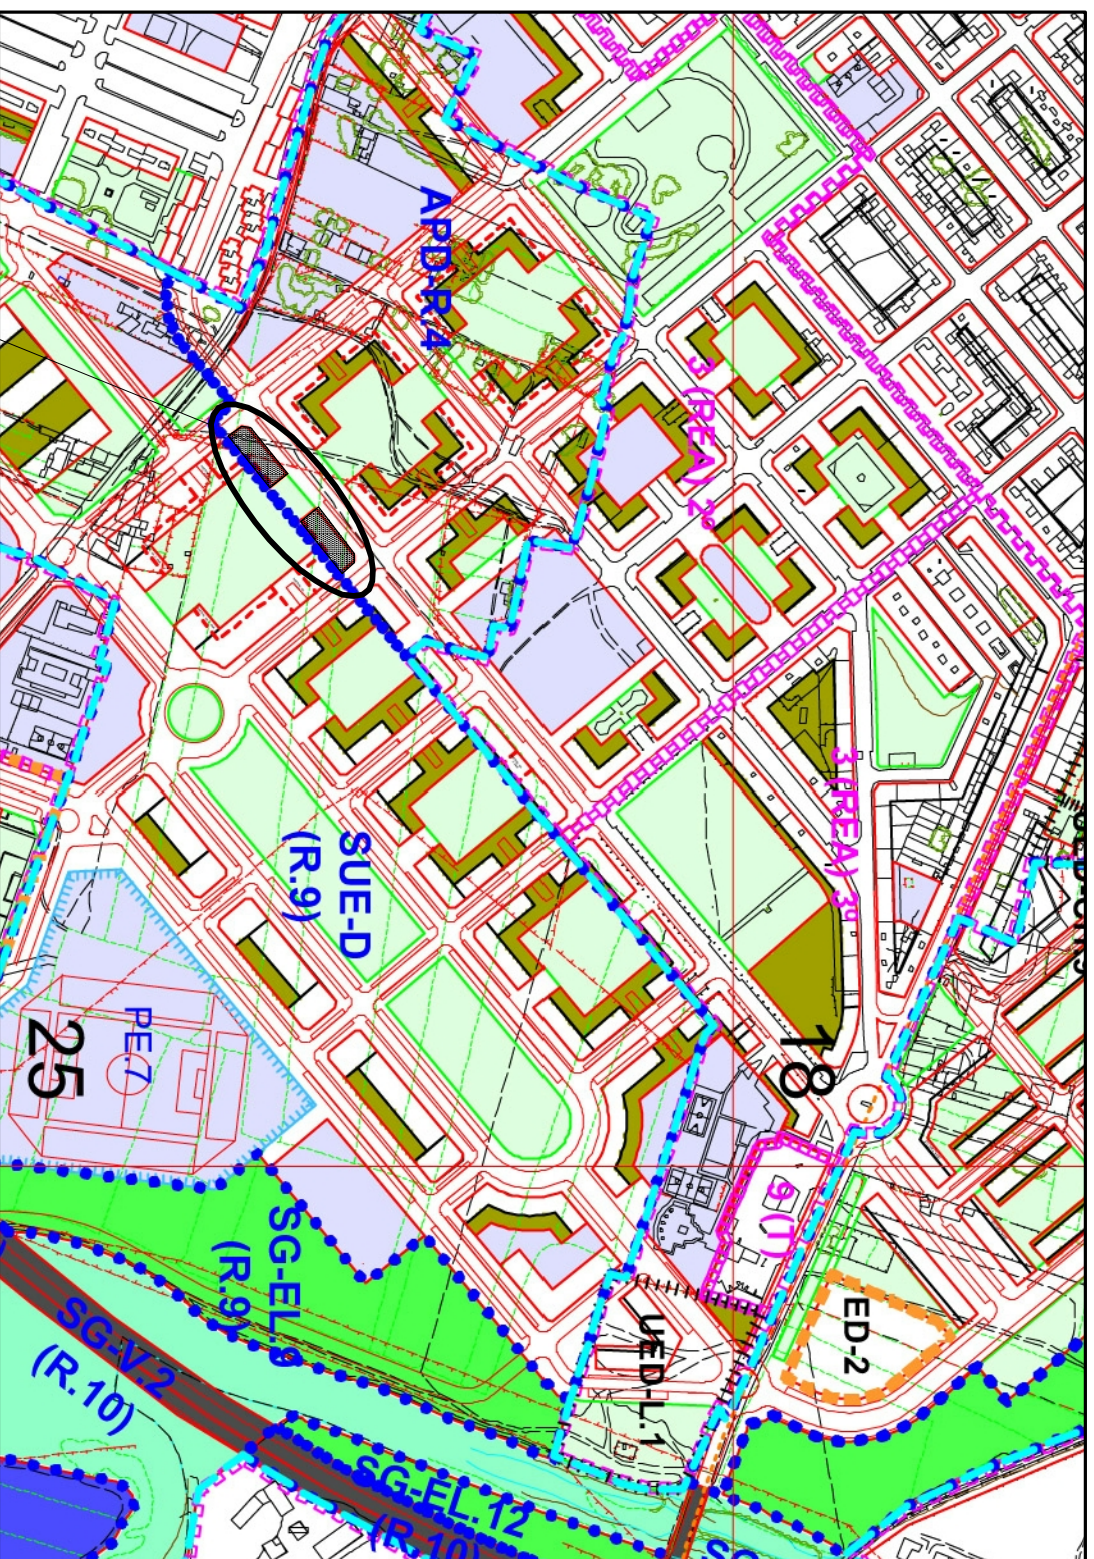 APD-R.4
3 (REA) 2º
3 (REA) 3º
SUE-D
(R.9)
18
PE.7
25
9 (T)
SG-EL.9
(R.9)
ED-2
UED-L.1
SG-V.2
(R.10)
SG-EL.12
(R.10)